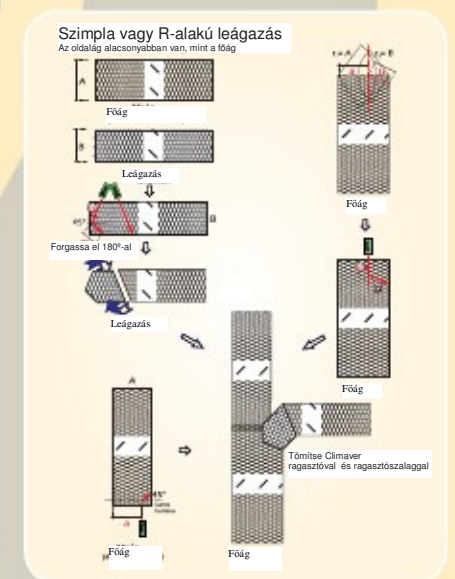 Szimpla vagy R-alakú leágazás
Az oldalág alacsonyabban van, mint a főág
A
Főág
B
Leágazás
45°
B
Forgassa el 180º-al
Leágazás
Főág
Főág
A
45°
a
Főág
Tömítse Climaver
ragasztóval és ragasztószalaggal
Főág